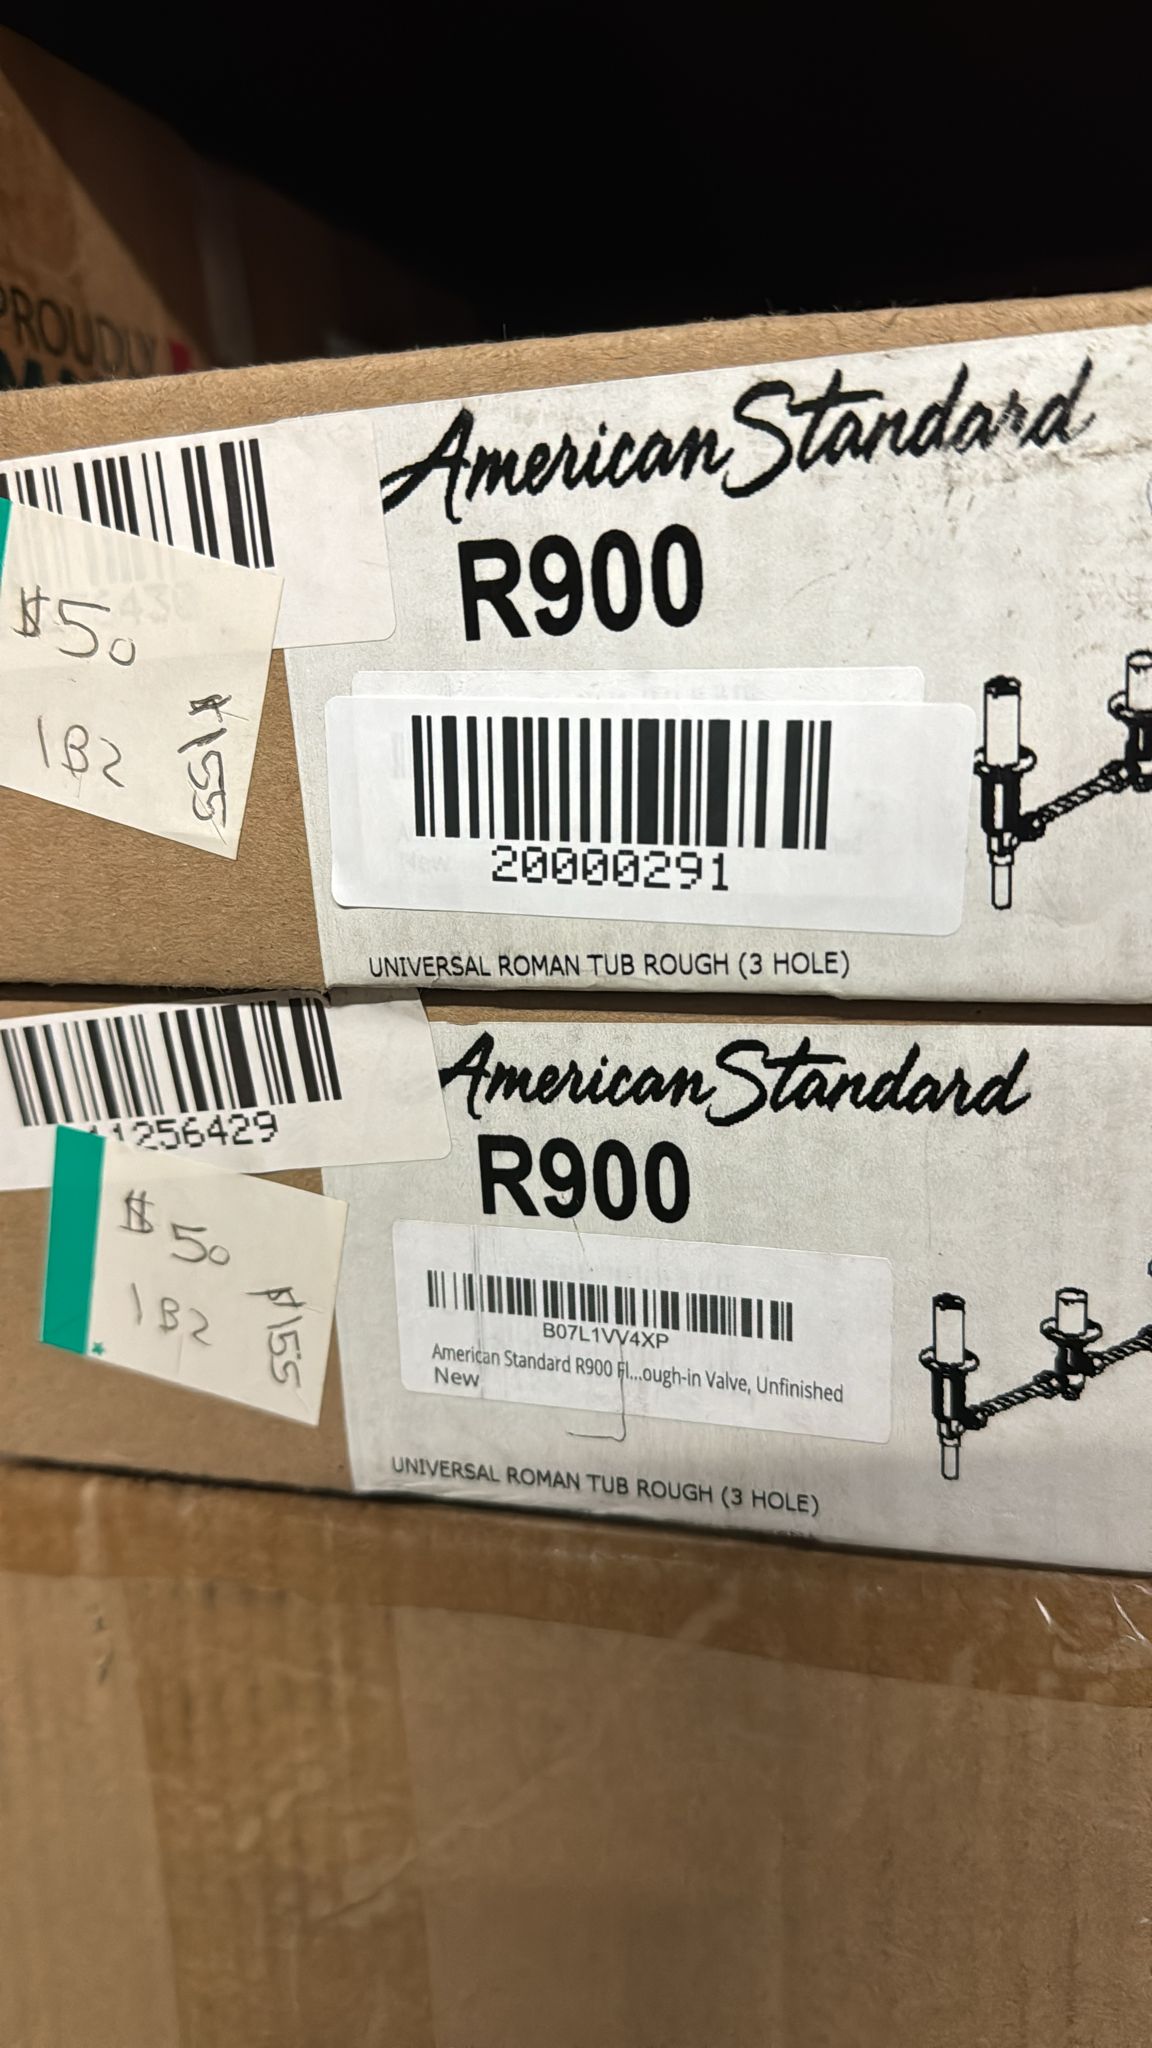 PROUDLY
American Standard
R900
$50
1B2
$155
20000291
UNIVERSAL ROMAN TUB ROUGH (3 HOLE)
11256429
American Standard
R900
$50
1B2
$155
B07L1VV4XP
American Standard R900 Fl...ough-in Valve, Unfinished
New
UNIVERSAL ROMAN TUB ROUGH (3 HOLE)